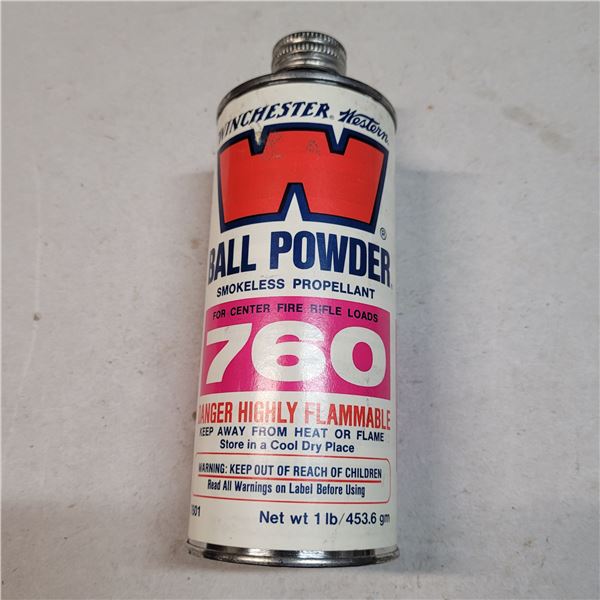 WINCHESTER® Western®
W
®
BALL POWDER®
SMOKELESS PROPELLANT
FOR CENTER FIRE RIFLE LOADS
760
DANGER HIGHLY FLAMMABLE
KEEP AWAY FROM HEAT OR FLAME
Store in a Cool Dry Place
WARNING: KEEP OUT OF REACH OF CHILDREN
Read All Warnings on Label Before Using
Net wt 1 lb/453.6 gm